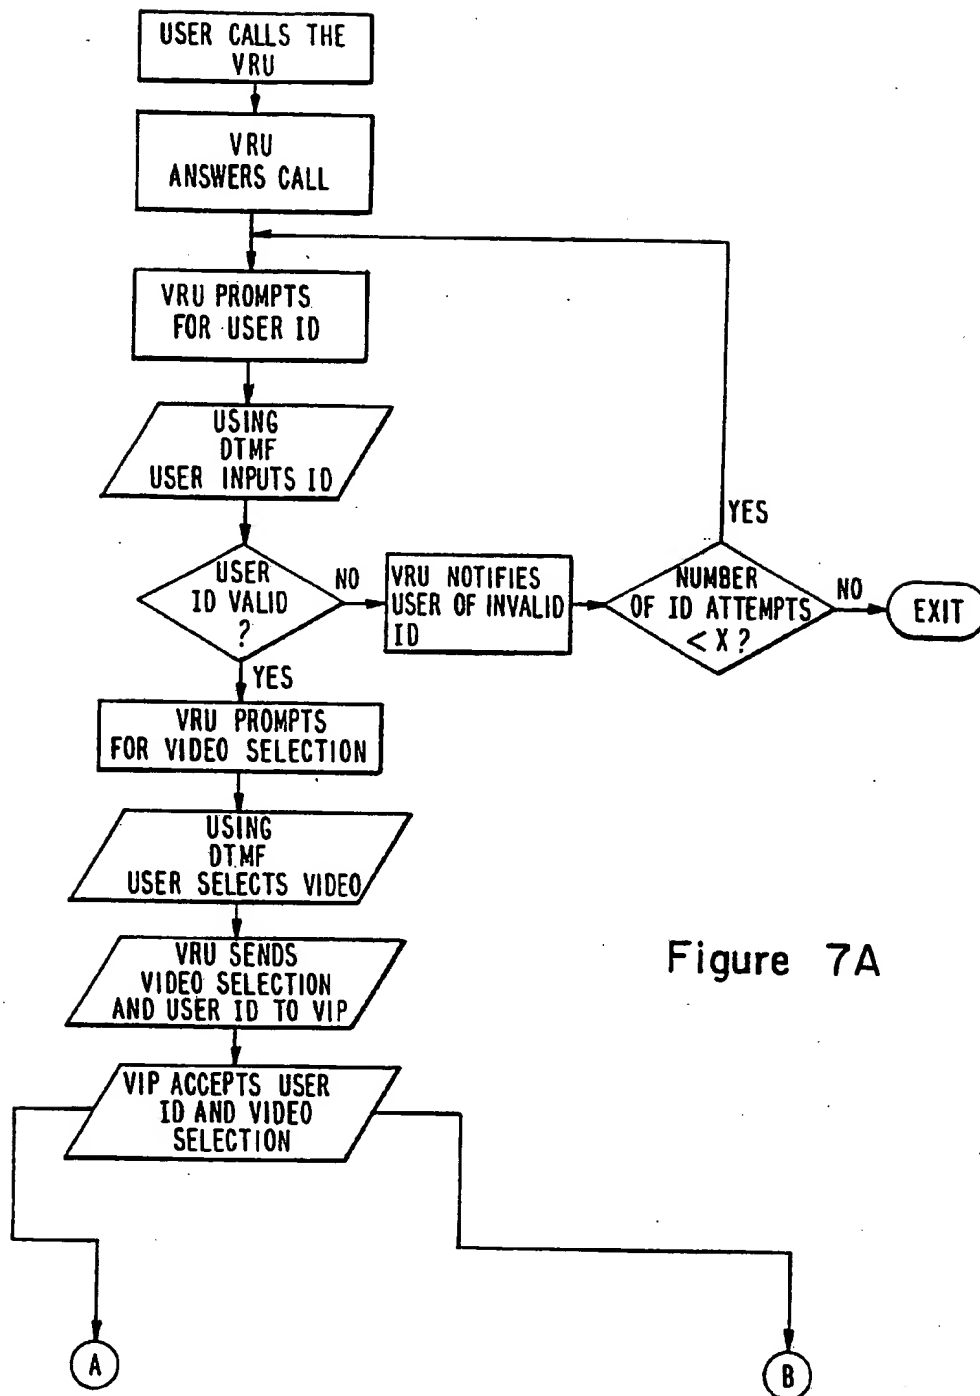 USER CALLS THE
VRU
VRU
ANSWERS CALL
VRU PROMPTS
FOR USER ID
USING
DTMF
USER INPUTS ID
USER
ID VALID
?
NO
VRU NOTIFIES
USER OF INVALID
ID
NUMBER
OF ID ATTEMPTS
< X ?
YES
NO
EXIT
YES
VRU PROMPTS
FOR VIDEO SELECTION
USING
DTMF
USER SELECTS VIDEO
VRU SENDS
VIDEO SELECTION
AND USER ID TO VIP
VIP ACCEPTS USER
ID AND VIDEO
SELECTION
Figure 7A
A
B